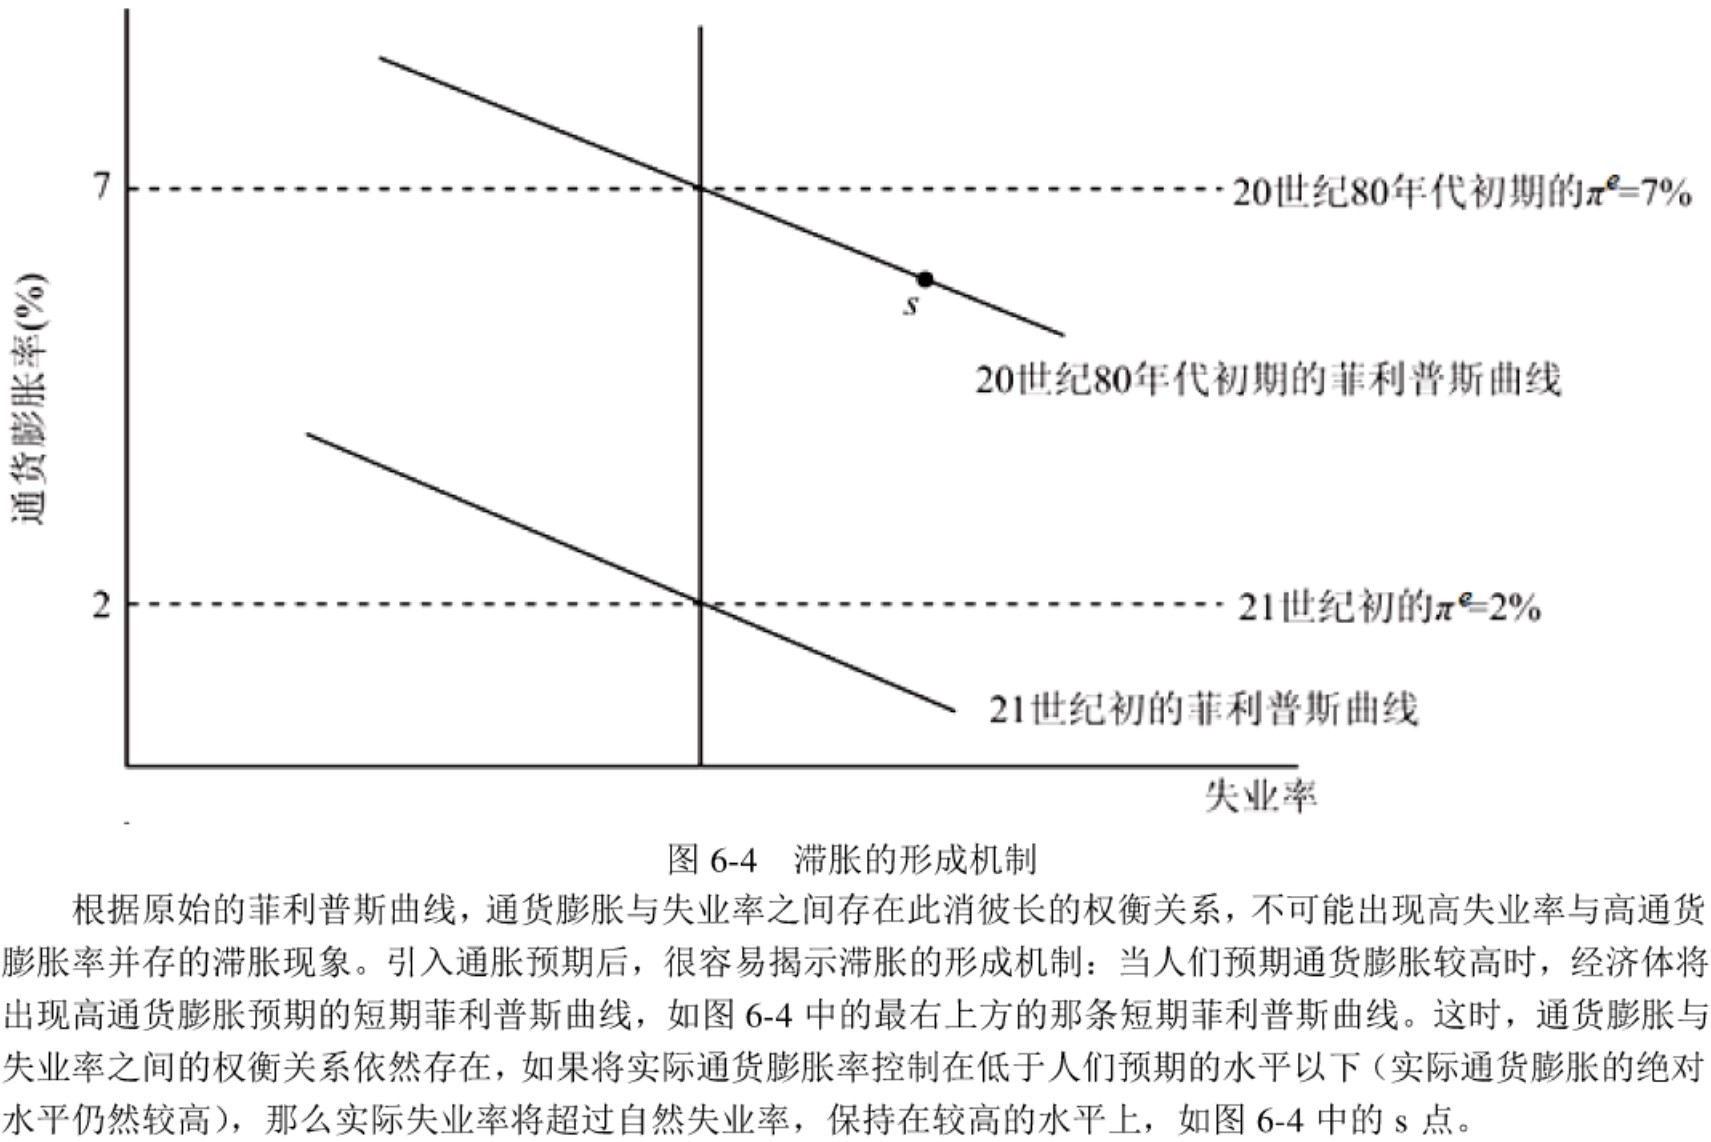 7
20世纪80年代初期的πᵉ=7%
s
20世纪80年代初期的菲利普斯曲线
通货膨胀率(%)
2
21世纪初的πᵉ=2%
21世纪初的菲利普斯曲线
失业率
图 6-4 滞胀的形成机制
根据原始的菲利普斯曲线，通货膨胀与失业率之间存在此消彼长的权衡关系，不可能出现高失业率与高通货
膨胀率并存的滞胀现象。引入通胀预期后，很容易揭示滞胀的形成机制：当人们预期通货膨胀较高时，经济体将
出现高通货膨胀预期的短期菲利普斯曲线，如图 6-4 中的最右上方的那条短期菲利普斯曲线。这时，通货膨胀与
失业率之间的权衡关系依然存在，如果将实际通货膨胀率控制在低于人们预期的水平以下（实际通货膨胀的绝对
水平仍然较高），那么实际失业率将超过自然失业率，保持在较高的水平上，如图 6-4 中的 s 点。